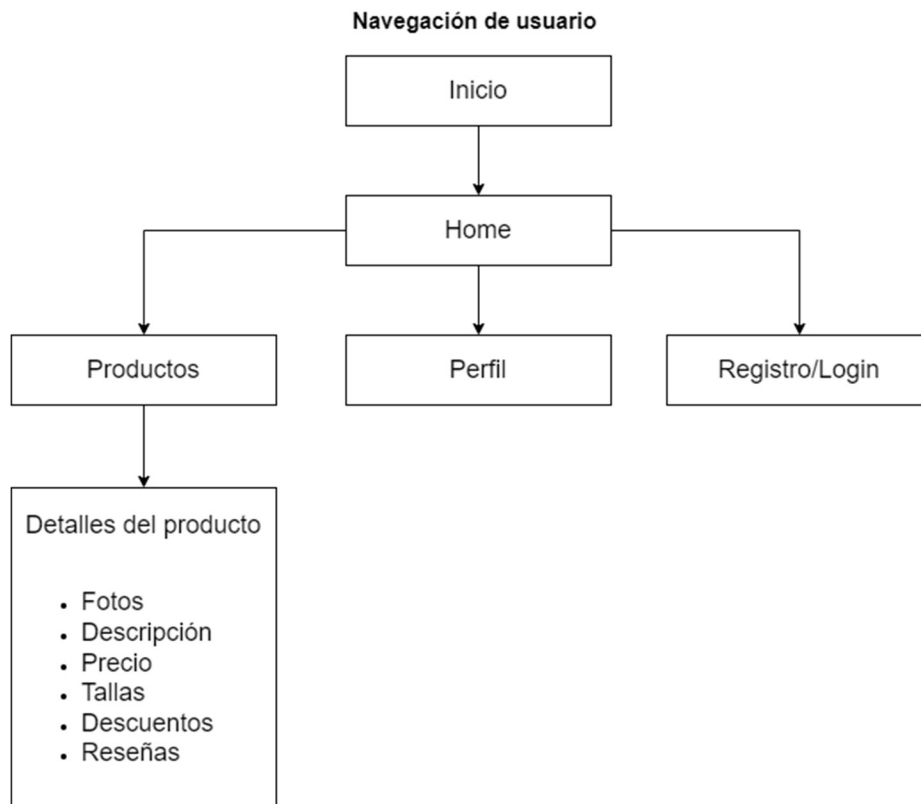 Navegación de usuario
Inicio
Home
Productos
Perfil
Registro/Login
Detalles del producto
Fotos
Descripción
Precio
Tallas
Descuentos
Reseñas